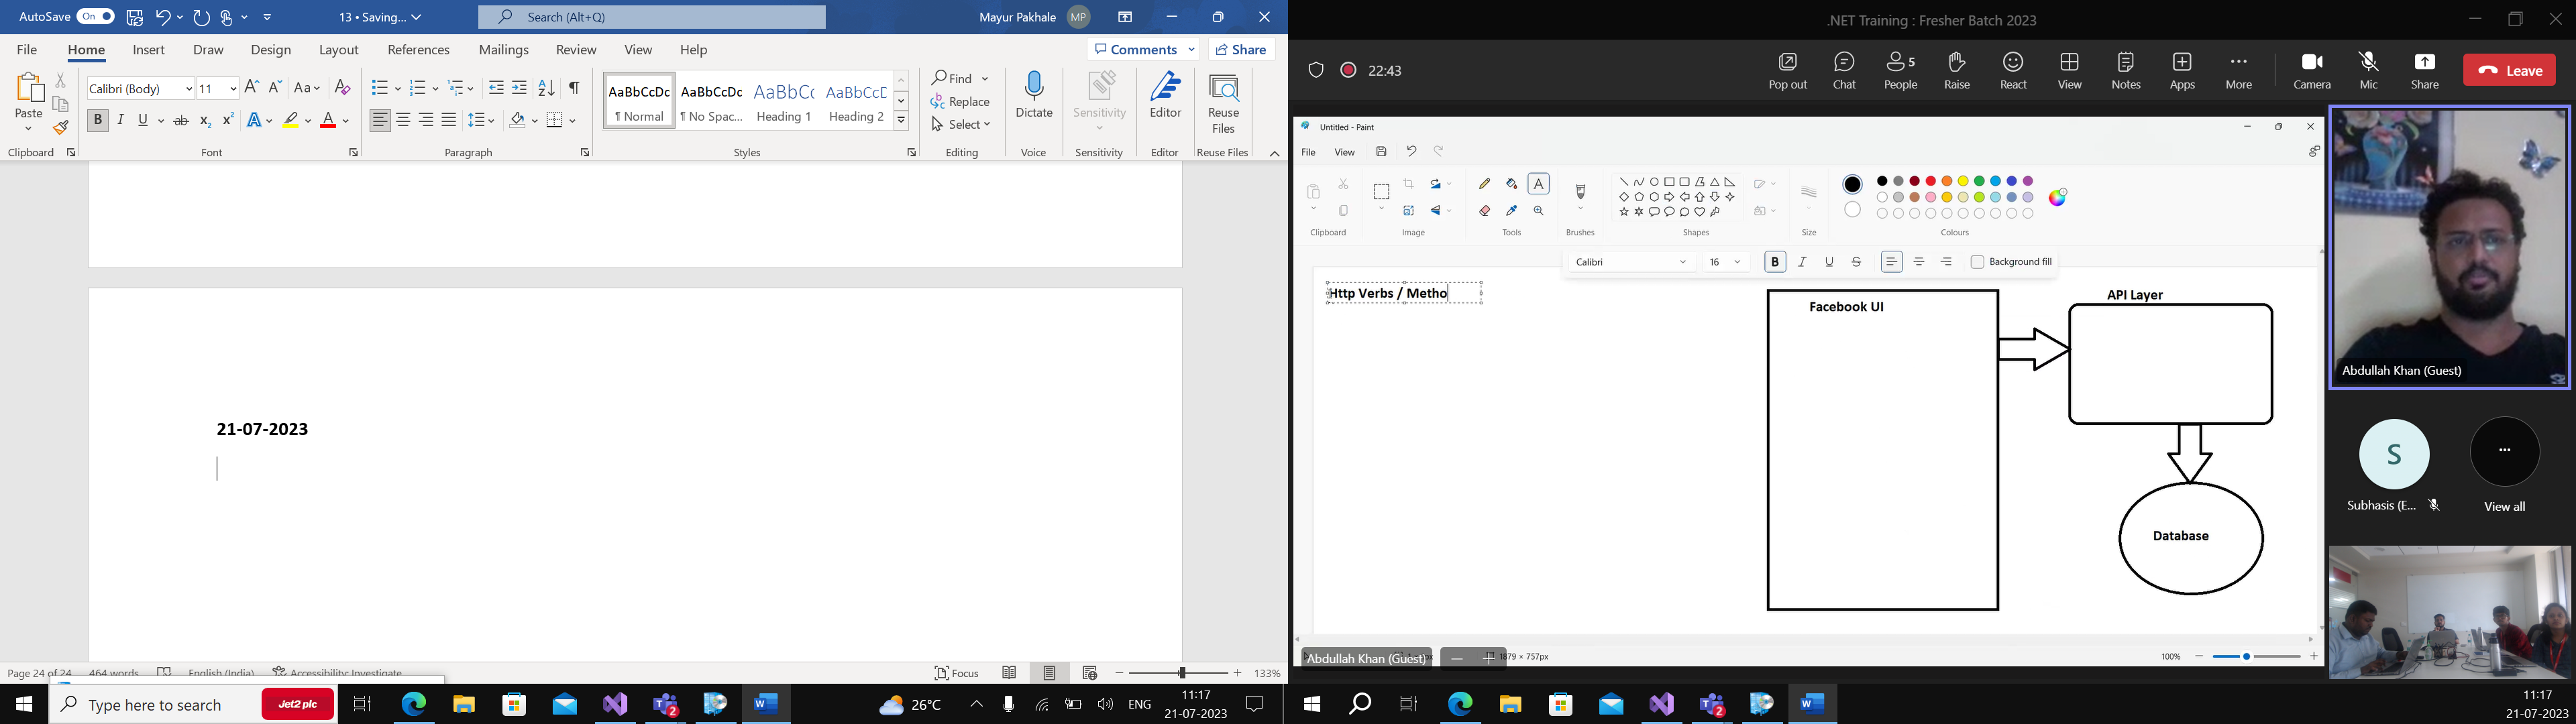 AutoSave On 13 • Saving... Search (Alt+Q) Mayur Pakhale MP
File Home Insert Draw Design Layout References Mailings Review View Help Comments Share
Paste
Calibri (Body) 11
AaBbCcDc AaBbCcDc AaBbCc AaBbCcE
¶ Normal ¶ No Spac... Heading 1 Heading 2
Find
Replace
Select
Dictate
Sensitivity
Editor
Reuse
Files
Clipboard Font Paragraph Styles Editing Voice Sensitivity Editor Reuse Files
21-07-2023
Page 24 of 24 464 words English (India) Accessibility: Investigate Focus 133%
Type here to search
Jet2 plc
26°C
ENG
11:17
21-07-2023
.NET Training : Fresher Batch 2023
22:43
Pop out Chat People 5 Raise React View Notes Apps More Camera Mic Share Leave
Untitled - Paint
File View
Clipboard Image Tools Brushes Shapes Size Colours
Calibri 16 B I U S Background fill
Http Verbs / Metho
Facebook UI
API Layer
Database
Abdullah Khan (Guest)
1879 × 757px
100%
Abdullah Khan (Guest)
S
Subhasis (E...
View all
11:17
21-07-2023